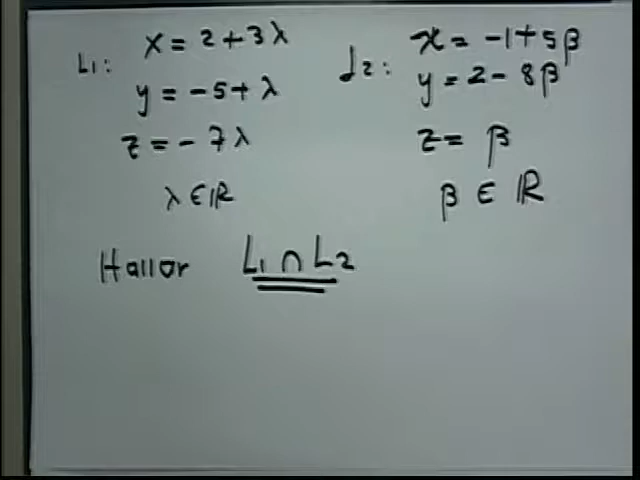 L1: x = 2 + 3λ
y = -5 + λ
z = - 7λ
λ ∈ ℝ
L2: x = -1 + 5β
y = 2 - 8β
z = β
β ∈ ℝ
Hallar L1 ∩ L2